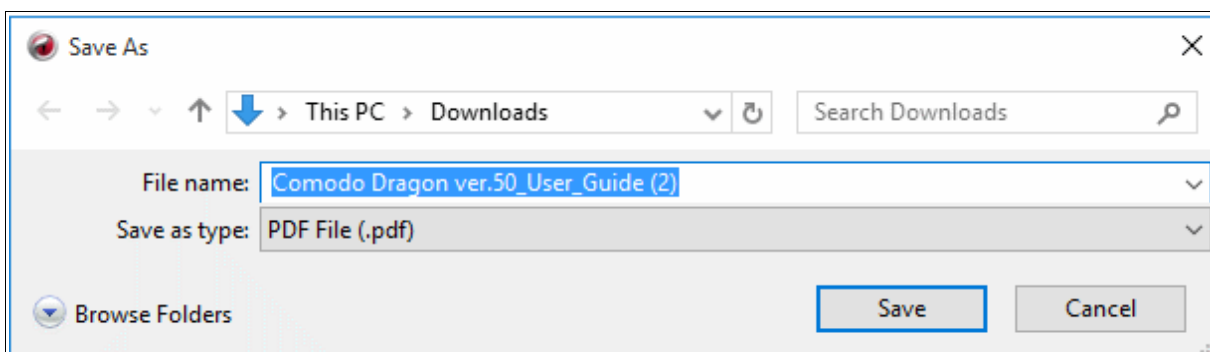 Save As
This PC > Downloads
Search Downloads
File name: Comodo Dragon ver.50_User_Guide (2)
Save as type: PDF File (.pdf)
Browse Folders
Save
Cancel